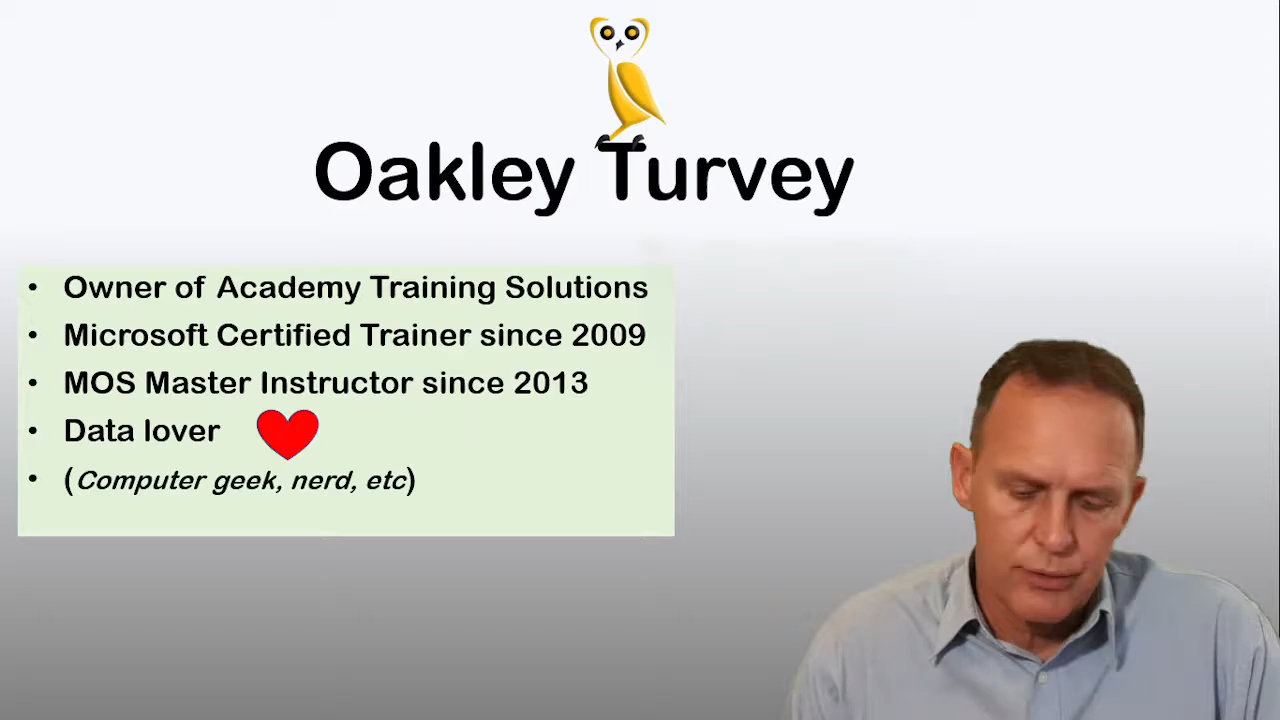 Oakley Turvey
• Owner of Academy Training Solutions
• Microsoft Certified Trainer since 2009
• MOS Master Instructor since 2013
• Data lover
• (Computer geek, nerd, etc)